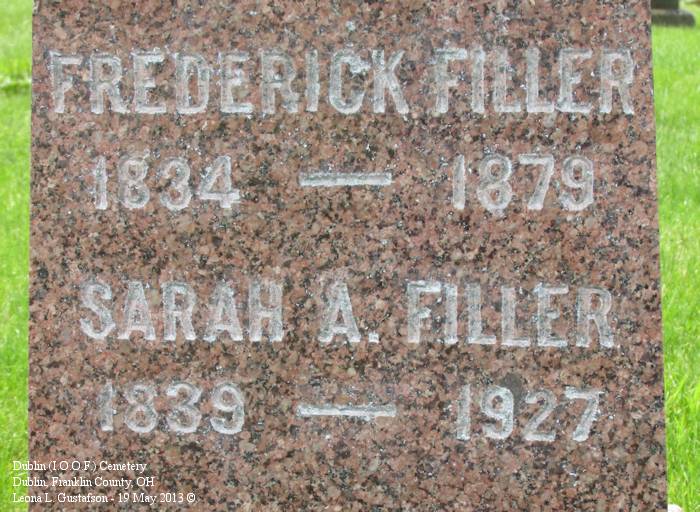 FREDERICK FILLER
1834 — 1879
SARAH A. FILLER
1839 — 1927
Dublin (I O O F) Cemetery
Dublin, Franklin County, OH
Leona L. Gustafson - 19 May 2013 ©